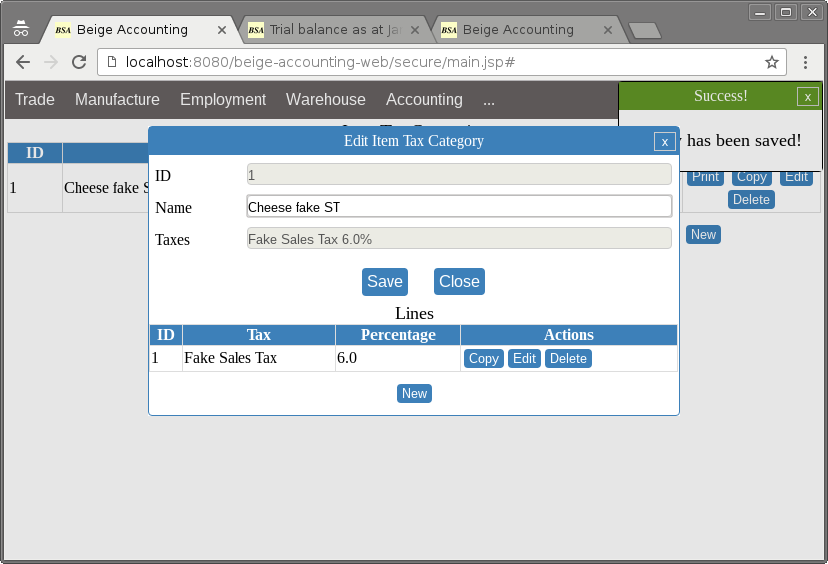 BSA Beige Accounting
BSA Trial balance as at Jan
BSA Beige Accounting
localhost:8080/beige-accounting-web/secure/main.jsp#
Trade Manufacture Employment Warehouse Accounting ...
Success! x
has been saved!
ID
1 Cheese fake S
Print Copy Edit
Delete
New
Edit Item Tax Category x
ID 1
Name Cheese fake ST
Taxes Fake Sales Tax 6.0%
Save Close
Lines
ID Tax Percentage Actions
1 Fake Sales Tax 6.0 Copy Edit Delete
New